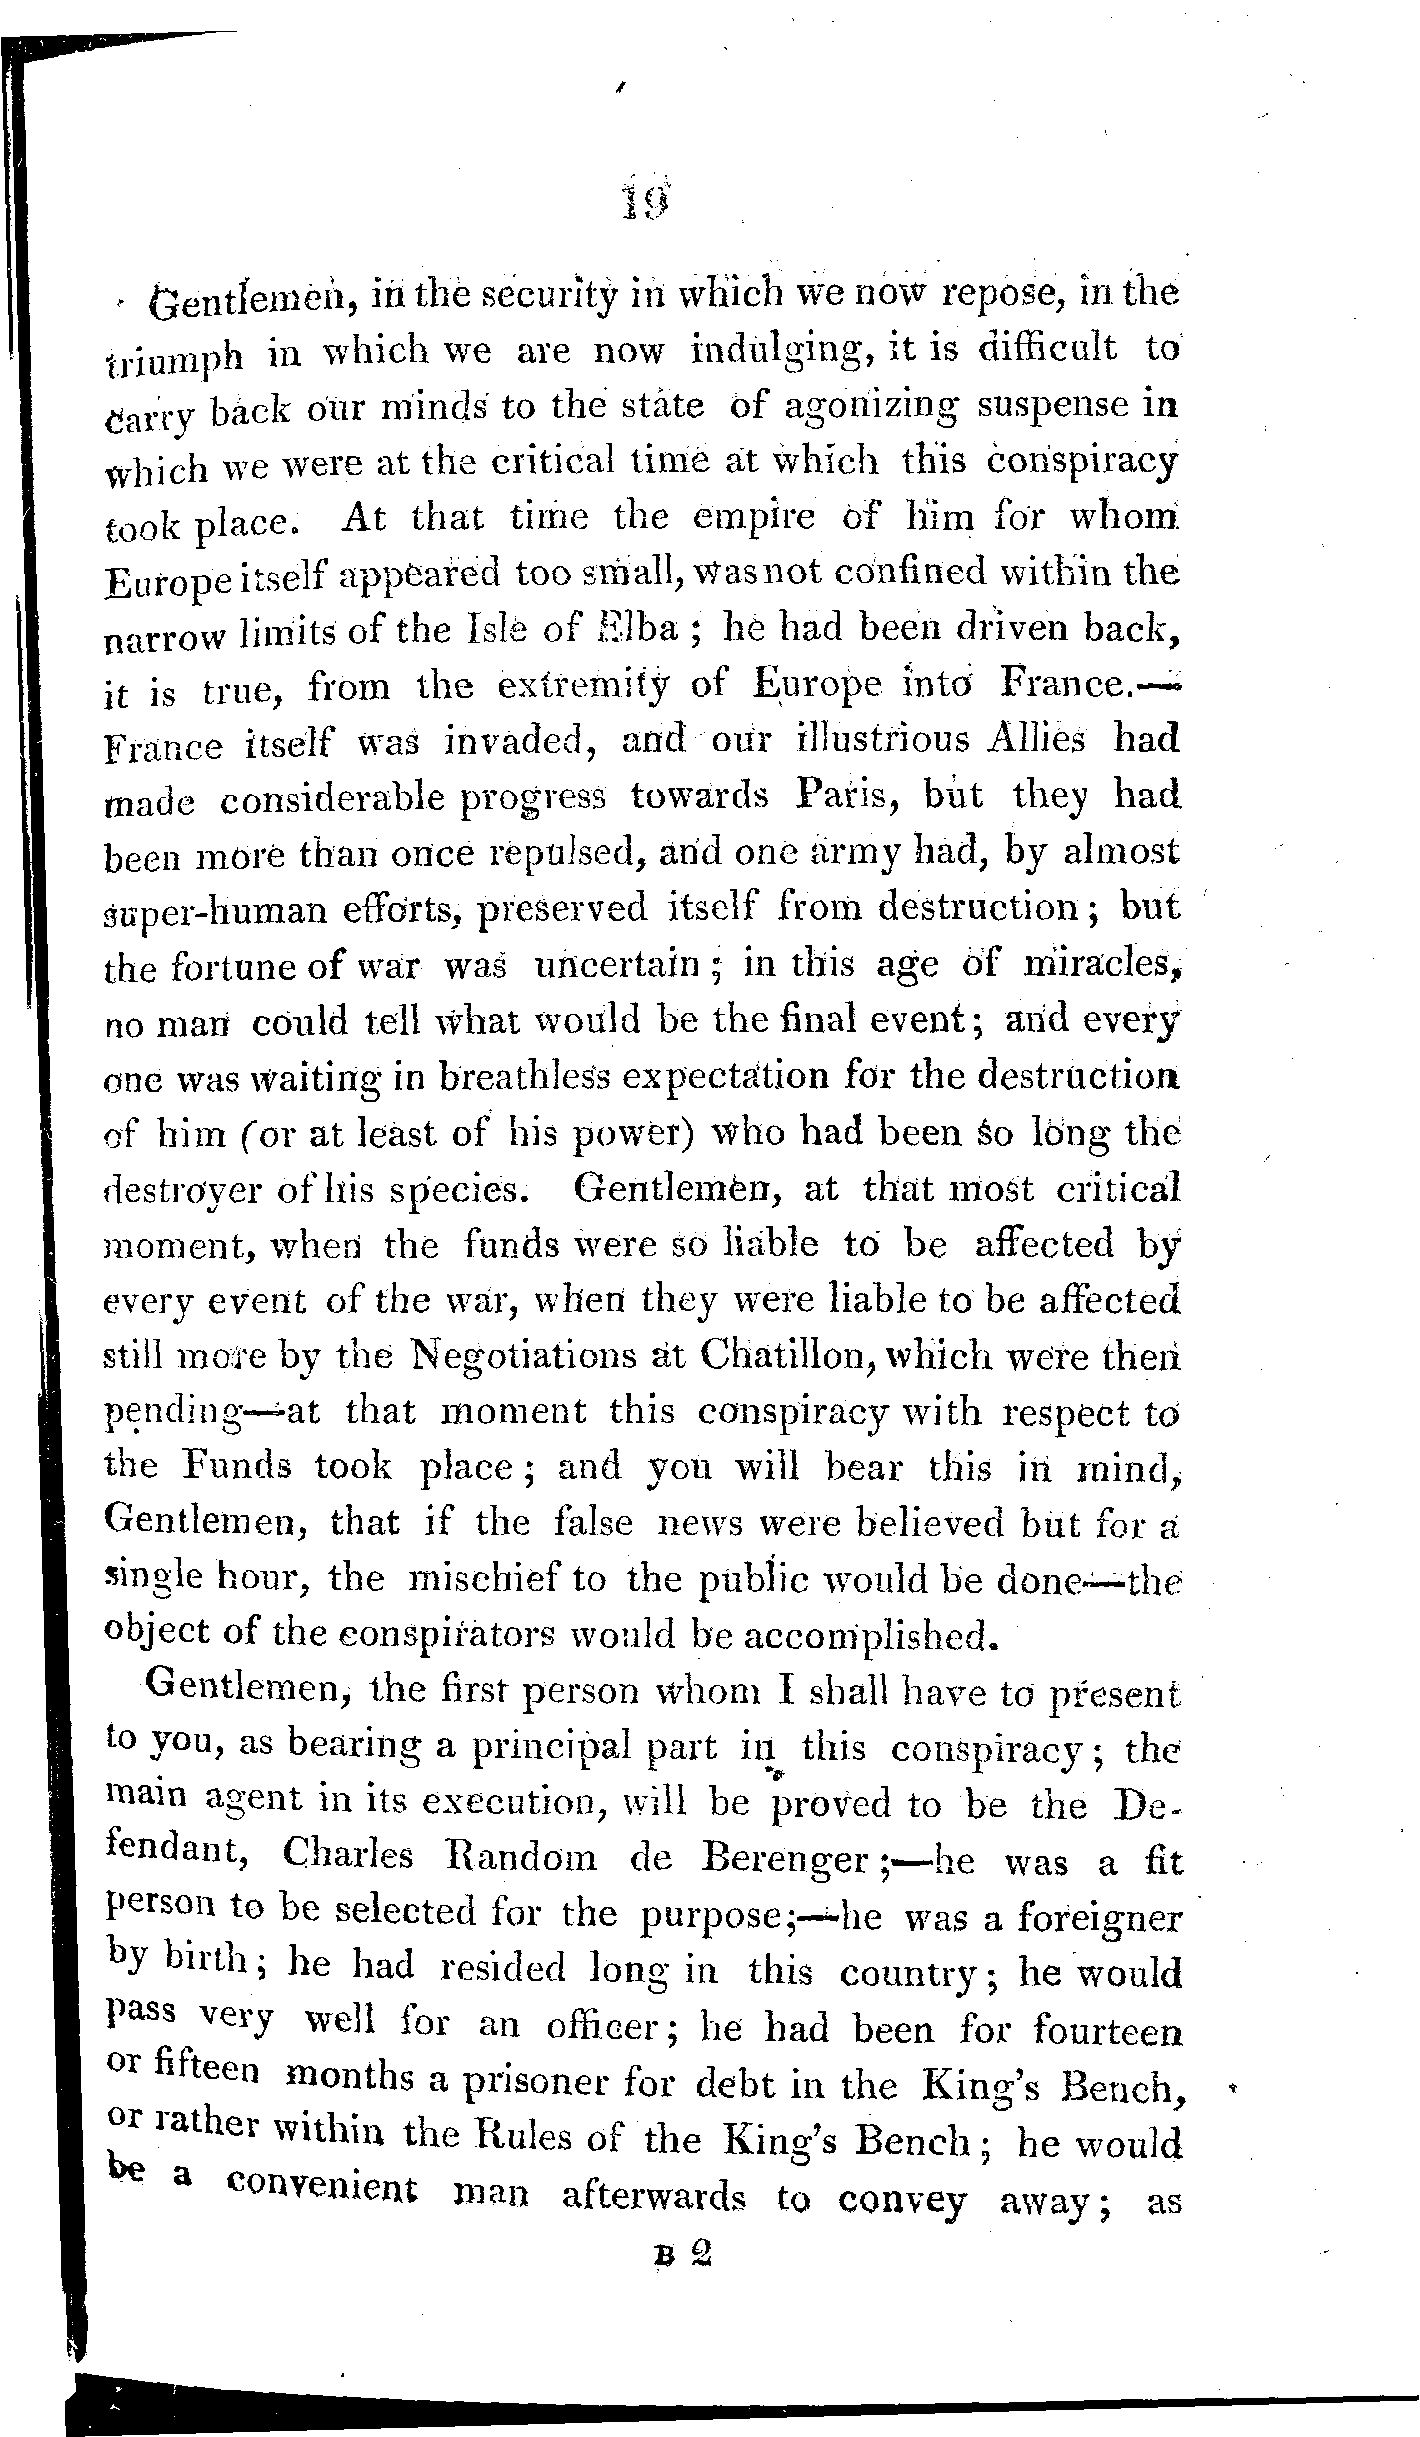 19
Gentlemen, in the security in which we now repose, in the
triumph in which we are now indulging, it is difficult to
carry back our minds to the state of agonizing suspense in
which we were at the critical time at which this conspiracy
took place. At that time the empire of him for whom
Europe itself appeared too small, was not confined within the
narrow limits of the Isle of Elba; he had been driven back,
it is true, from the extremity of Europe into France.—
France itself was invaded, and our illustrious Allies had
made considerable progress towards Paris, but they had
been more than once repulsed, and one army had, by almost
super-human efforts, preserved itself from destruction; but
the fortune of war was uncertain; in this age of miracles,
no man could tell what would be the final event; and every
one was waiting in breathless expectation for the destruction
of him (or at least of his power) who had been so long the
destroyer of his species. Gentlemen, at that most critical
moment, when the funds were so liable to be affected by
every event of the war, when they were liable to be affected
still more by the Negotiations at Chatillon, which were then
pending—at that moment this conspiracy with respect to
the Funds took place; and you will bear this in mind,
Gentlemen, that if the false news were believed but for a
single hour, the mischief to the public would be done—the
object of the conspirators would be accomplished.
Gentlemen, the first person whom I shall have to present
to you, as bearing a principal part in this conspiracy; the
main agent in its execution, will be proved to be the De-
fendant, Charles Random de Berenger;—he was a fit
person to be selected for the purpose;—he was a foreigner
by birth; he had resided long in this country; he would
pass very well for an officer; he had been for fourteen
or fifteen months a prisoner for debt in the King's Bench,
or rather within the Rules of the King's Bench; he would
be a convenient man afterwards to convey away; as
B 2